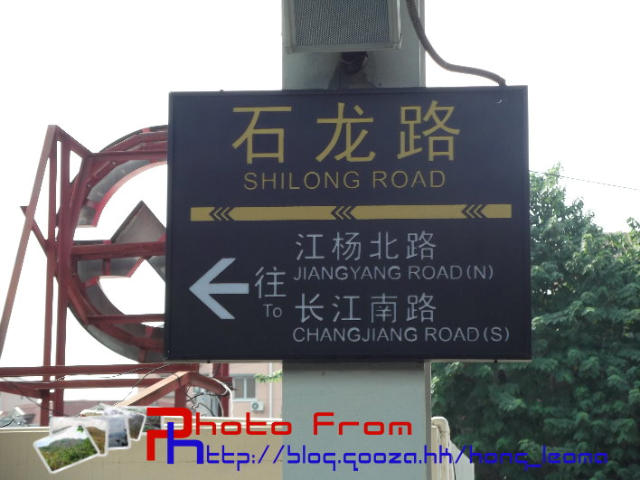 石龙路
SHILONG ROAD
江杨北路
JIANGYANG ROAD(N)
往
To
长江南路
CHANGJIANG ROAD(S)
Photo From
Http://blog.qooza.hk/hong_leoma